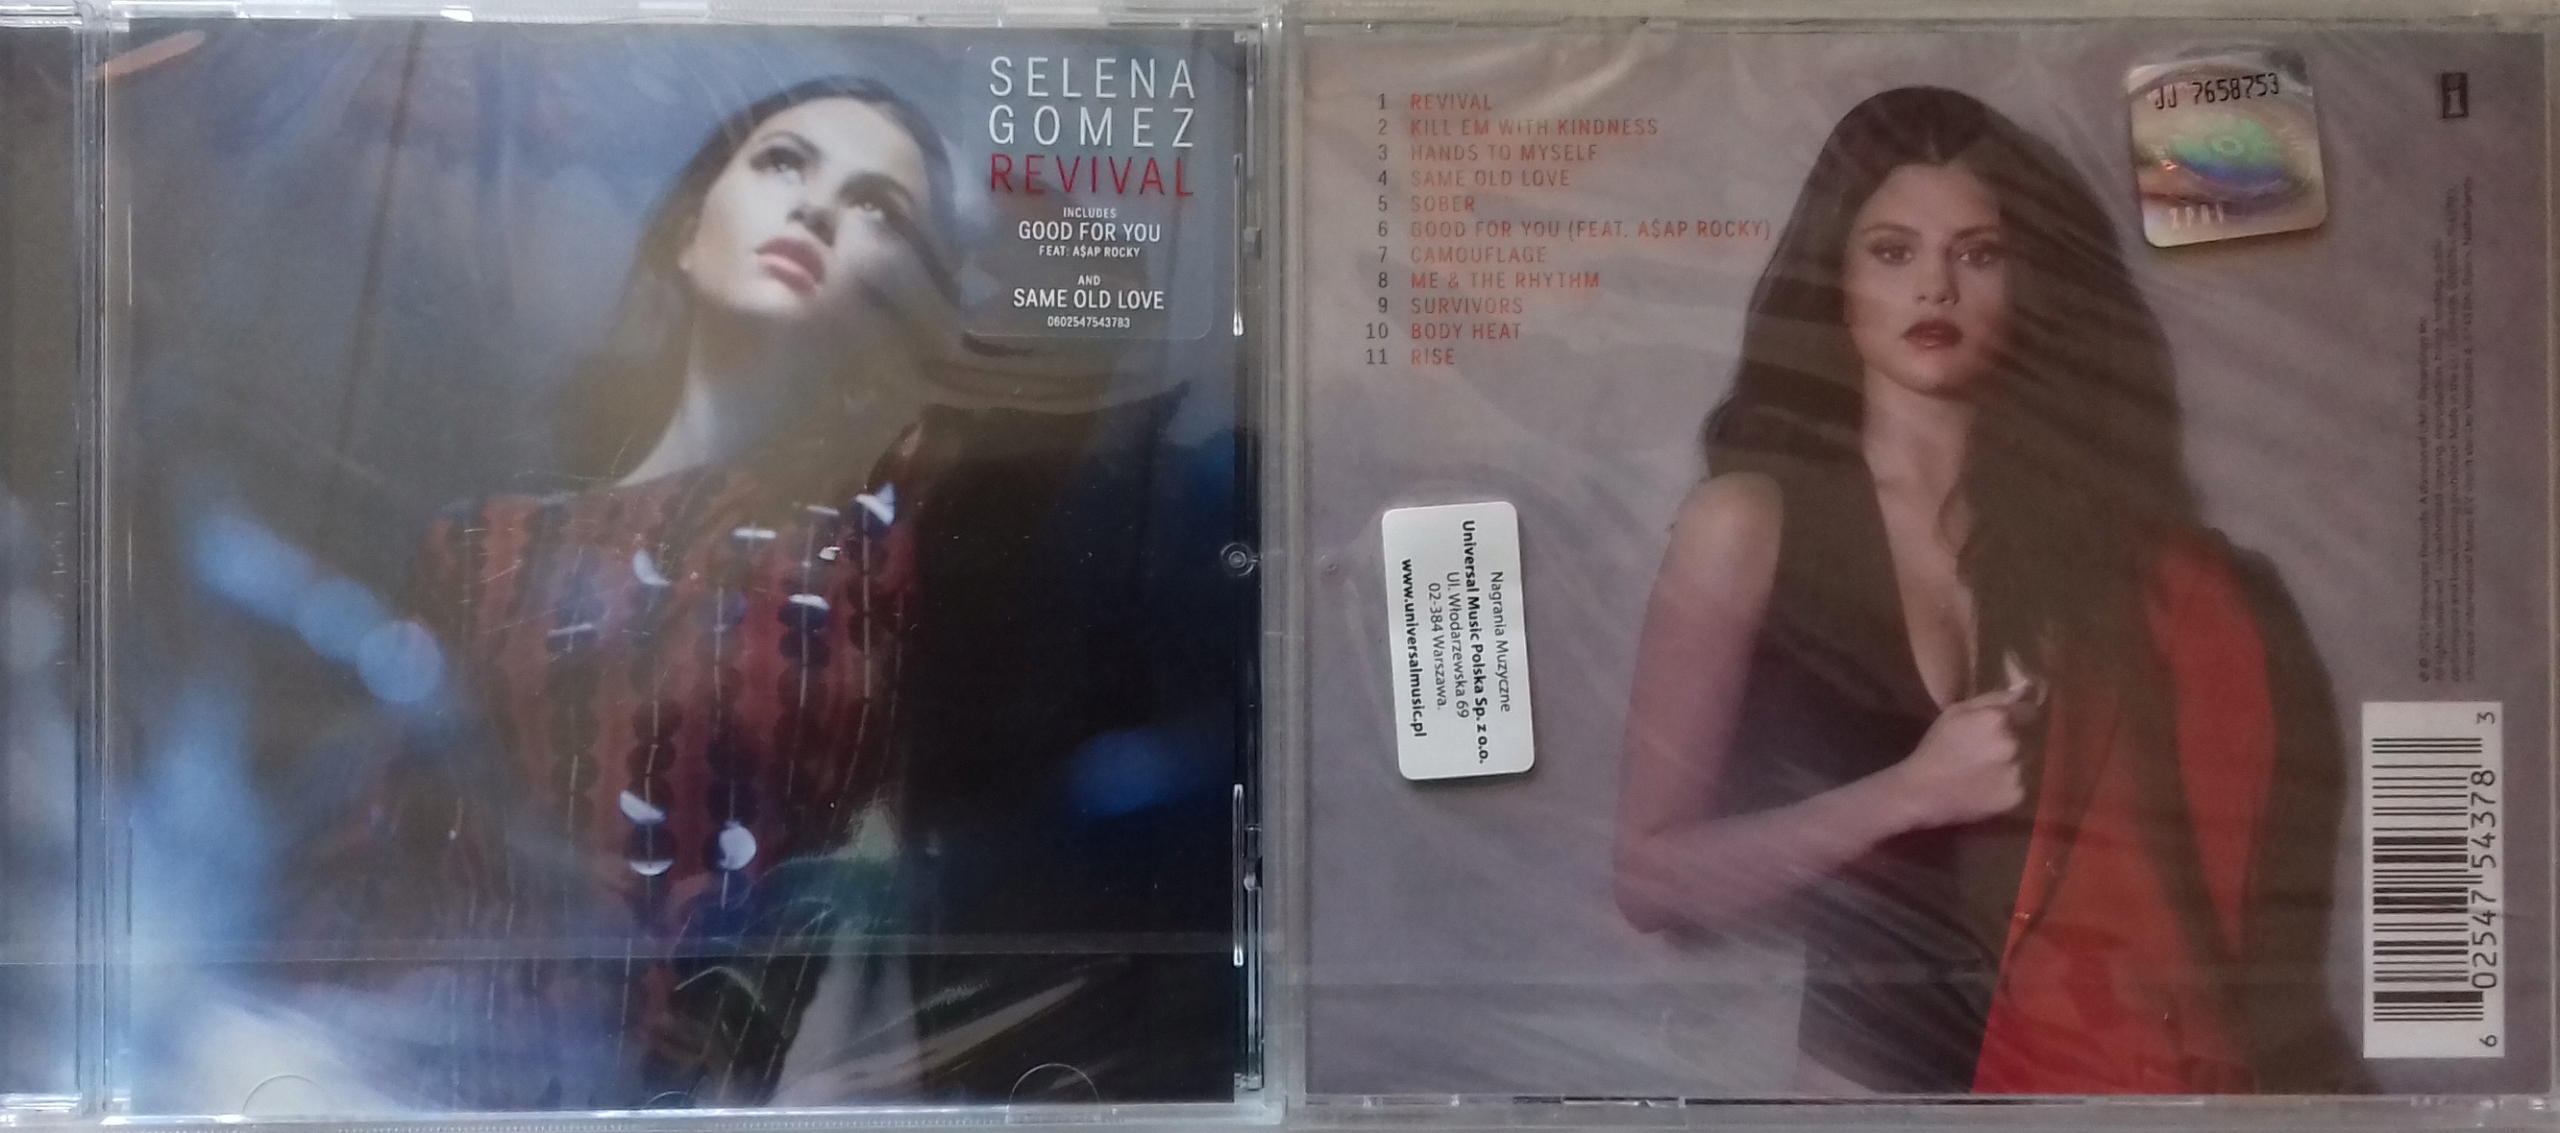 SELENA
GOMEZ
REVIVAL
INCLUDES
GOOD FOR YOU
FEAT. A$AP ROCKY
AND
SAME OLD LOVE
0602547543783
1 REVIVAL
2 KILL EM WITH KINDNESS
3 HANDS TO MYSELF
4 SAME OLD LOVE
5 SOBER
6 GOOD FOR YOU (FEAT. A$AP ROCKY)
7 CAMOUFLAGE
8 ME & THE RHYTHM
9 SURVIVORS
10 BODY HEAT
11 RISE
JJ 7658753
ZPAV
i
Nagrania Muzyczne
Universal Music Polska Sp. z o.o.
Ul. Włodarzewska 69
02-384 Warszawa.
www.universalmusic.pl
6 02547 54378 3